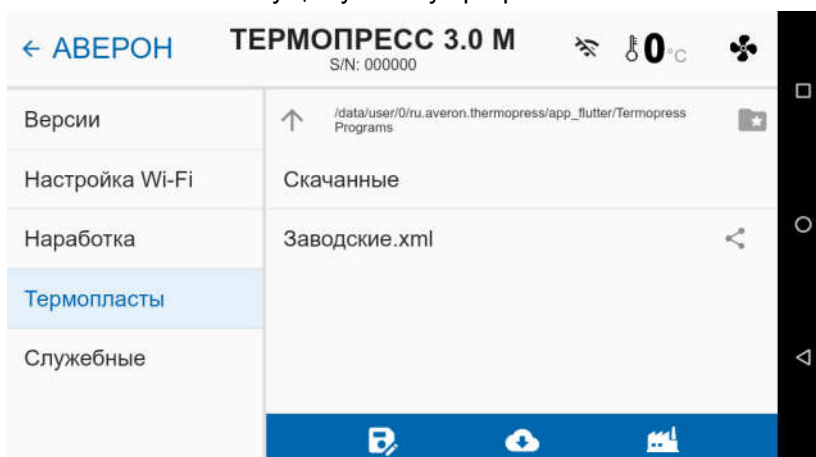 ← АВЕРОН
ТЕРМОПРЕСС 3.0 М
S/N: 000000
0°C
Версии
Настройка Wi-Fi
Наработка
Термопласты
Служебные
/data/user/0/ru.averon.thermopress/app_flutter/Termopress
Programs
Скачанные
Заводские.xml